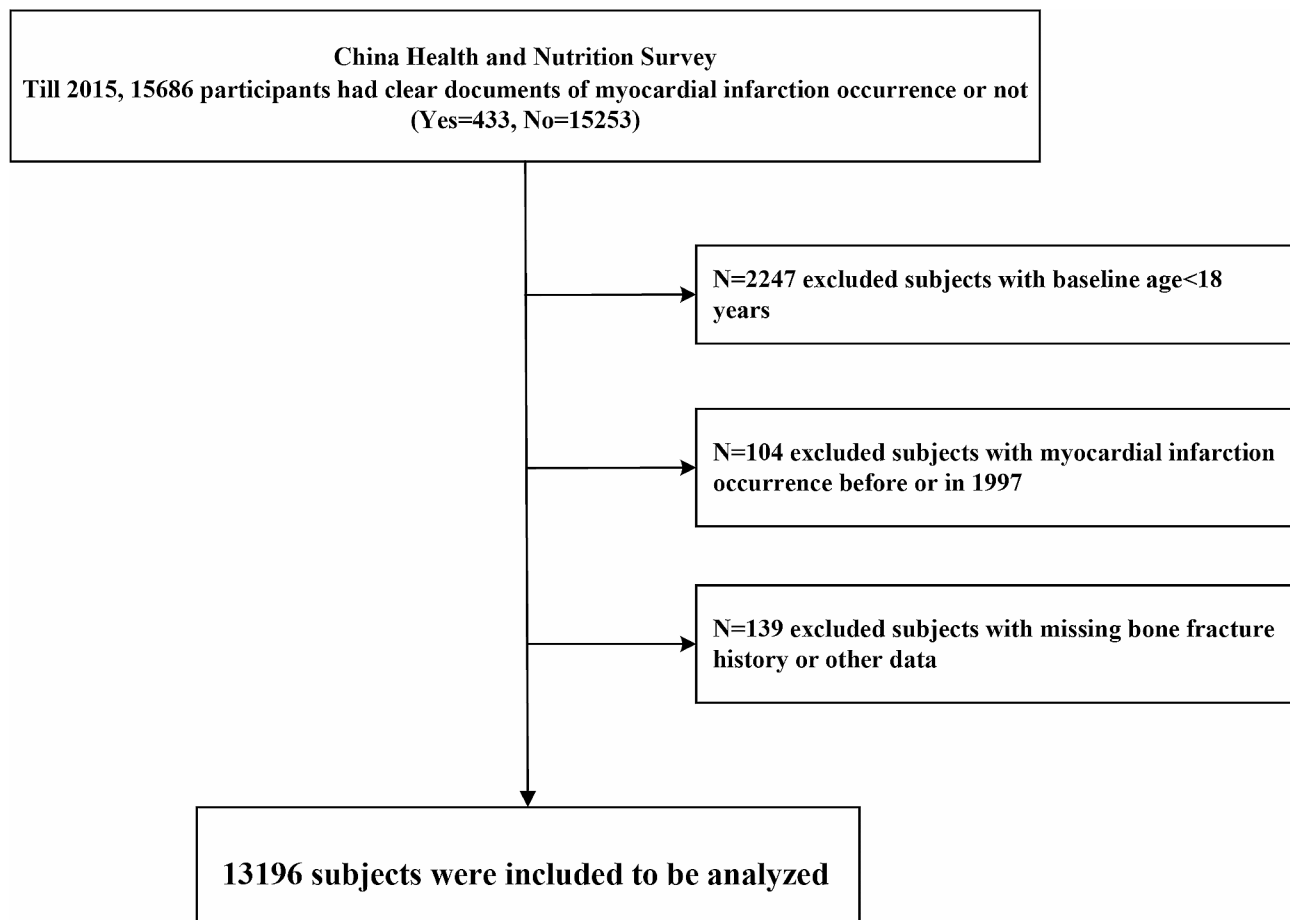 China Health and Nutrition Survey
Till 2015, 15686 participants had clear documents of myocardial infarction occurrence or not
(Yes=433, No=15253)
N=2247 excluded subjects with baseline age<18
years
N=104 excluded subjects with myocardial infarction
occurrence before or in 1997
N=139 excluded subjects with missing bone fracture
history or other data
13196 subjects were included to be analyzed